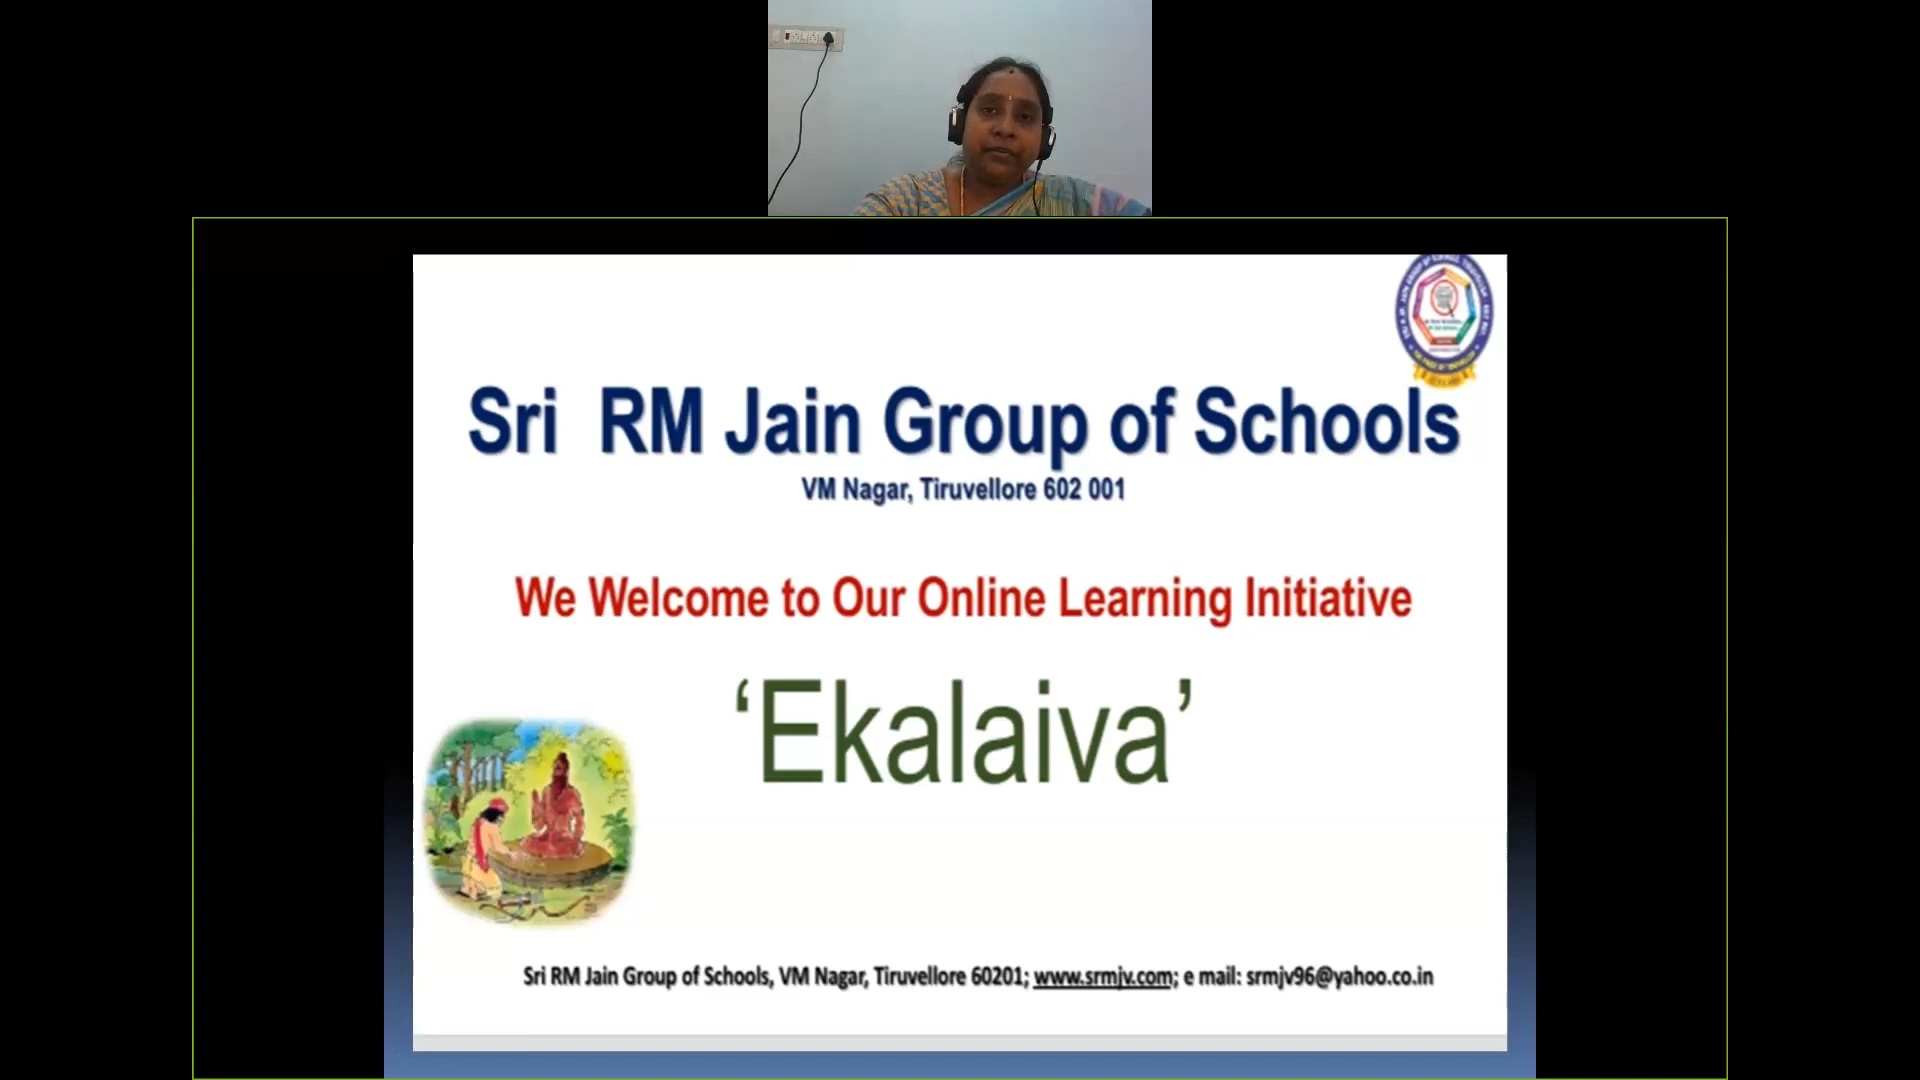 Sri RM Jain Group of Schools
VM Nagar, Tiruvellore 602 001
We Welcome to Our Online Learning Initiative
‘Ekalaiva’
Sri RM Jain Group of Schools, VM Nagar, Tiruvellore 60201; www.srmjv.com; e mail: srmjv96@yahoo.co.in